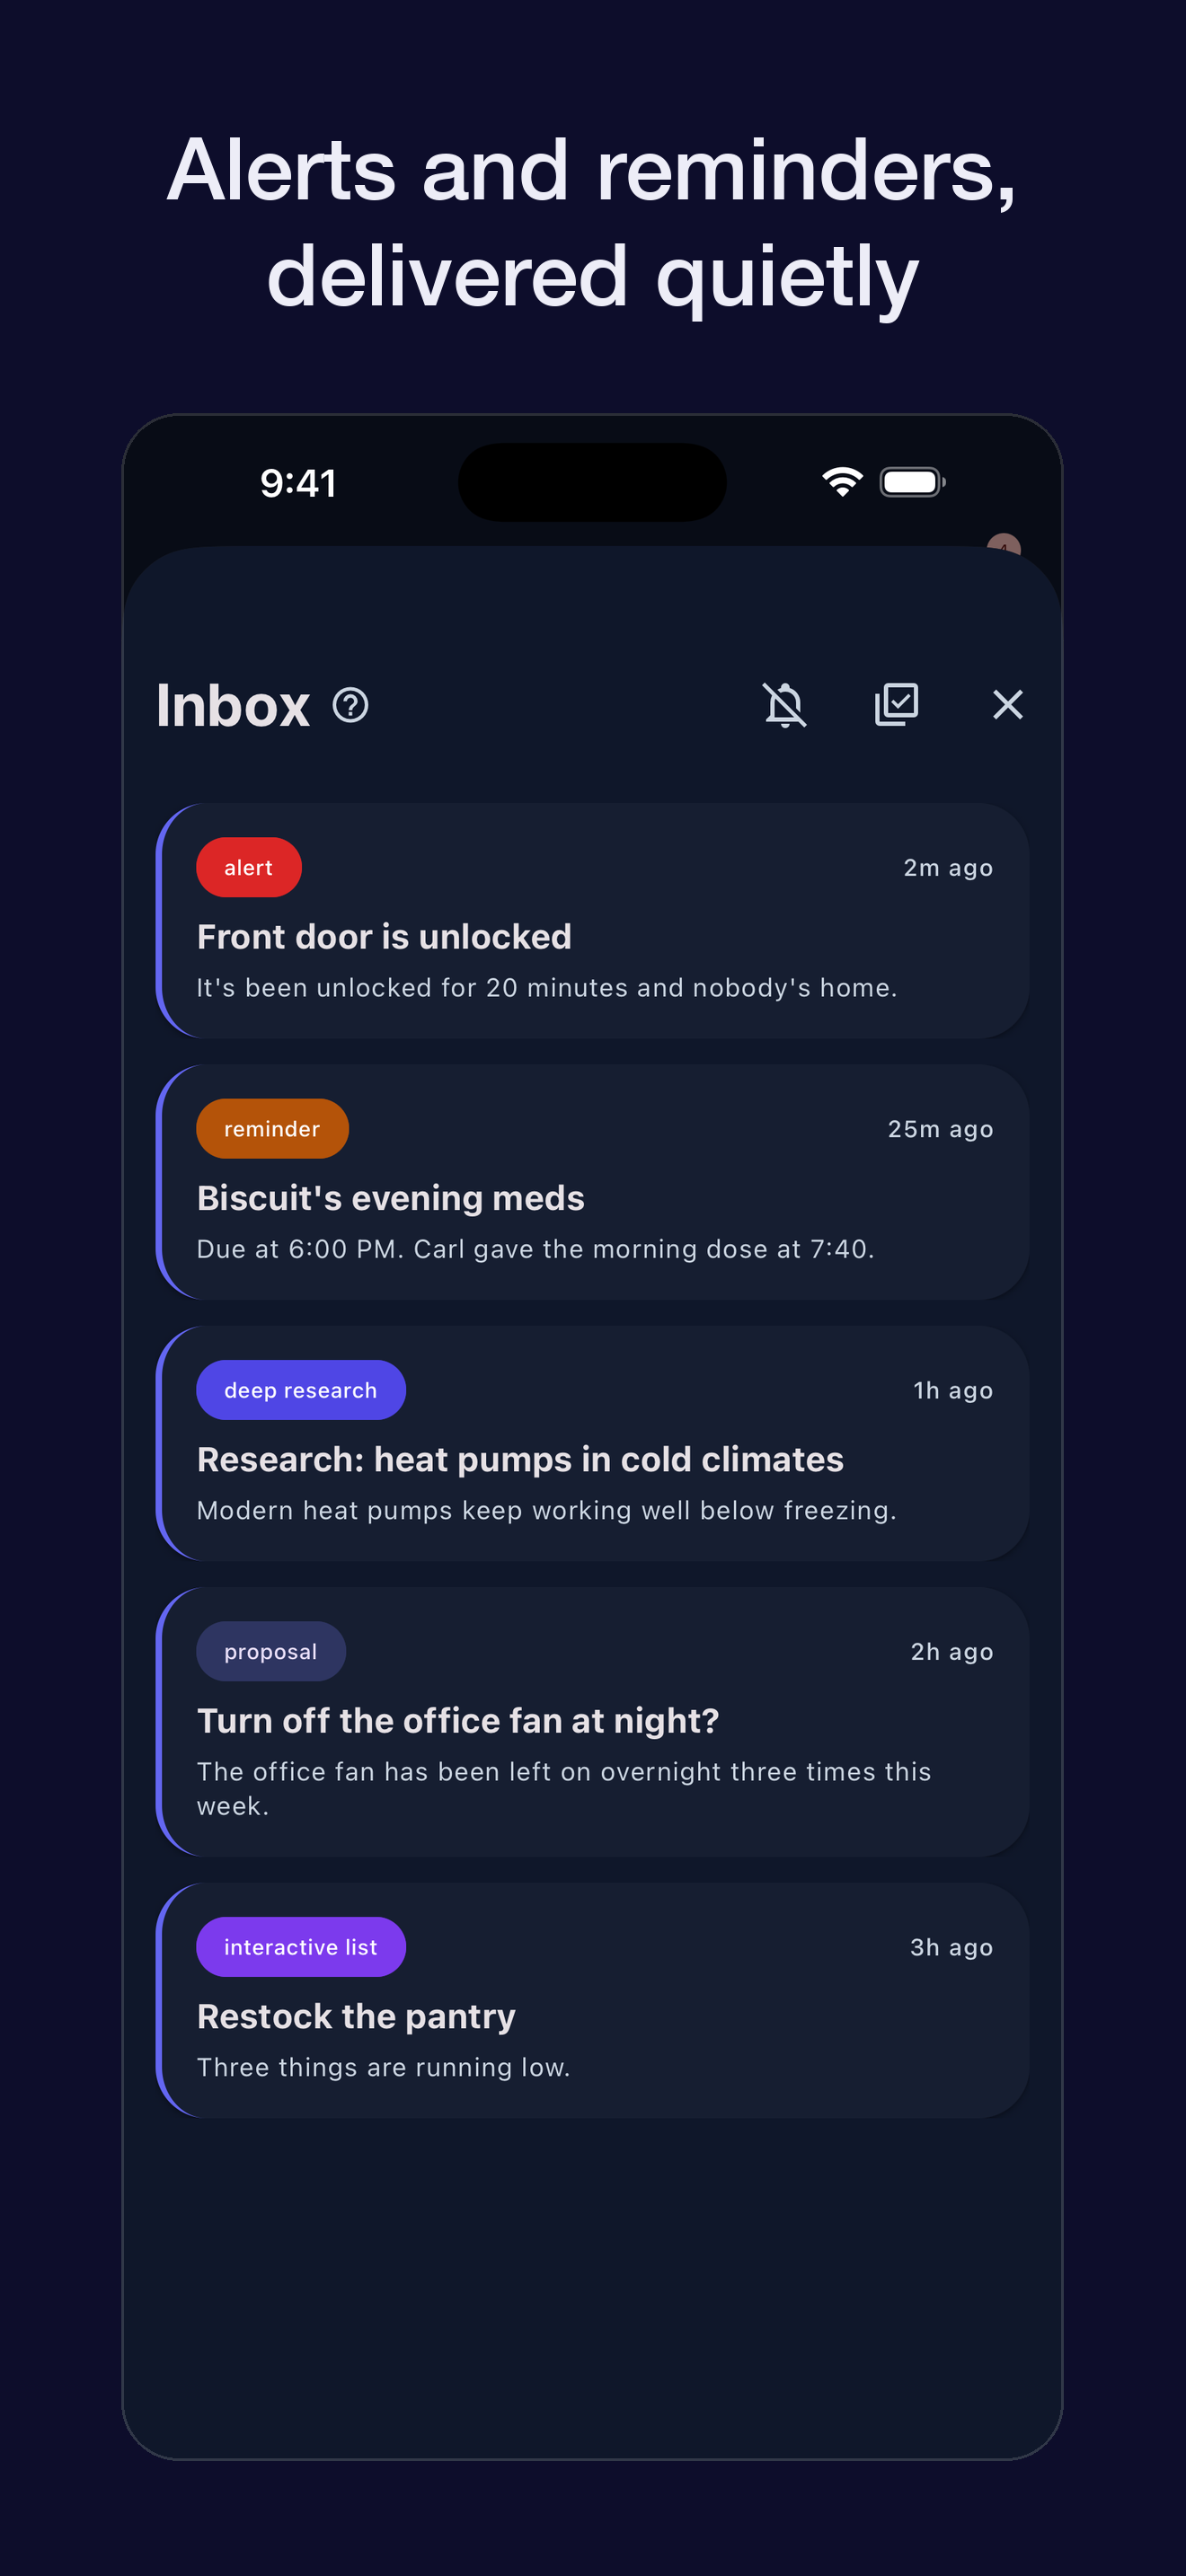 Alerts and reminders,
delivered quietly
9:41
Inbox
alert
2m ago
Front door is unlocked
It's been unlocked for 20 minutes and nobody's home.
reminder
25m ago
Biscuit's evening meds
Due at 6:00 PM. Carl gave the morning dose at 7:40.
deep research
1h ago
Research: heat pumps in cold climates
Modern heat pumps keep working well below freezing.
proposal
2h ago
Turn off the office fan at night?
The office fan has been left on overnight three times this
week.
interactive list
3h ago
Restock the pantry
Three things are running low.